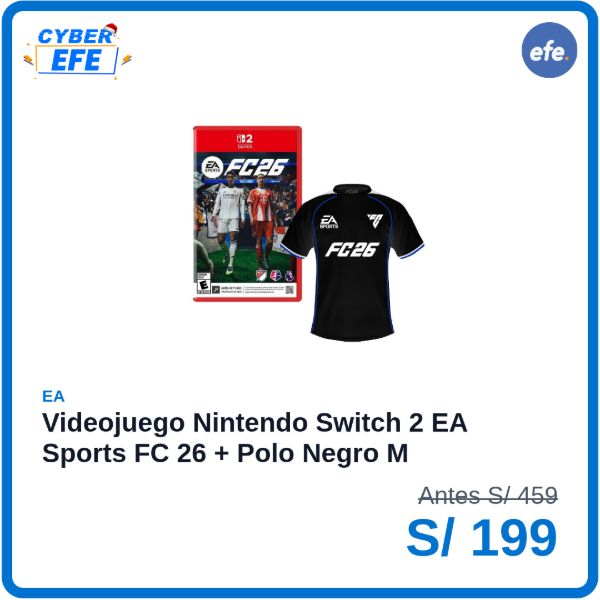 CYBER
EFE
efe.
2
EA
SPORTS
FC26
EA
SPORTS
FC26
E
EA
Videojuego Nintendo Switch 2 EA
Sports FC 26 + Polo Negro M
Antes S/ 459
S/ 199